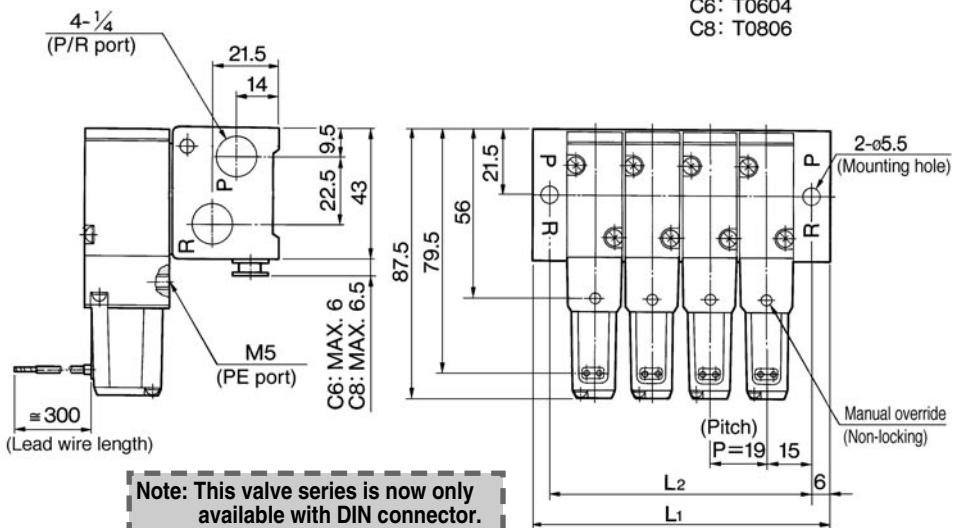 C6: T0604
C8: T0806
4-¼
(P/R port)
21.5
14
9.5
22.5
43
P
R
M5
(PE port)
C6: MAX. 6
C8: MAX. 6.5
≅300
(Lead wire length)
87.5
79.5
56
21.5
P
R
P
R
2-ø5.5
(Mounting hole)
Manual override
(Non-locking)
(Pitch)
P=19
15
L2
6
L1
Note: This valve series is now only
available with DIN connector.